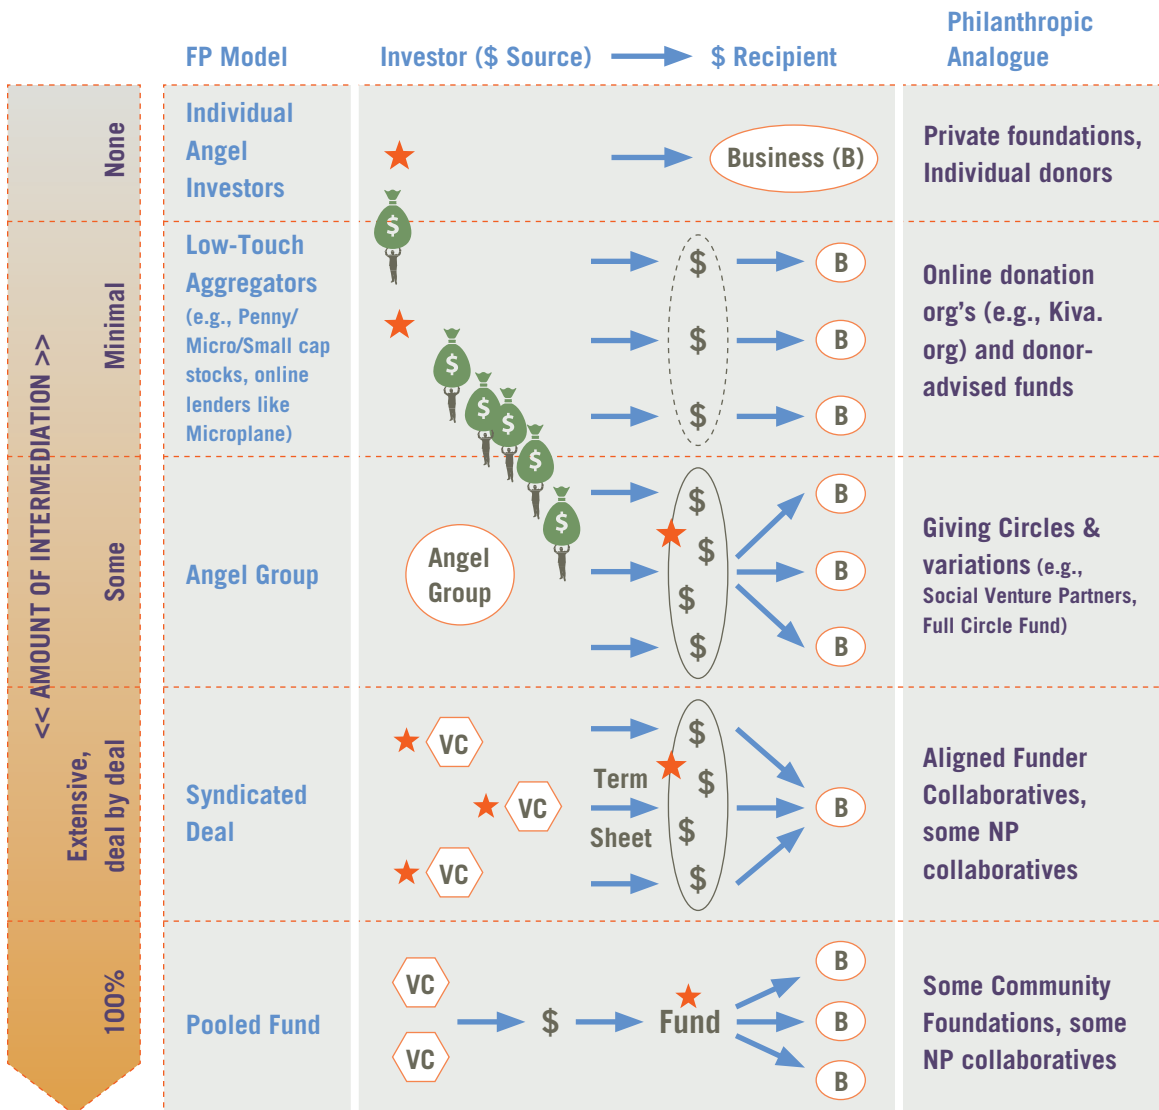 FP Model
Investor ($ Source)
$ Recipient
Philanthropic
Analogue
<< AMOUNT OF INTERMEDIATION >>
None
Individual
Angel
Investors
$
Business (B)
Private foundations,
Individual donors
Minimal
Low-Touch
Aggregators
(e.g., Penny/
Micro/Small cap
stocks, online
lenders like
Microplane)
$
$
$
$
$
$
$
$
B
B
B
Online donation
org's (e.g., Kiva.
org) and donor-
advised funds
Some
Angel Group
Angel
Group
$
$
$
$
B
B
B
Giving Circles &
variations (e.g.,
Social Venture Partners,
Full Circle Fund)
Extensive,
deal by deal
Syndicated
Deal
VC
VC
VC
Term
Sheet
$
$
$
$
B
Aligned Funder
Collaboratives,
some NP
collaboratives
100%
Pooled Fund
VC
VC
$
Fund
B
B
B
Some Community
Foundations, some
NP collaboratives